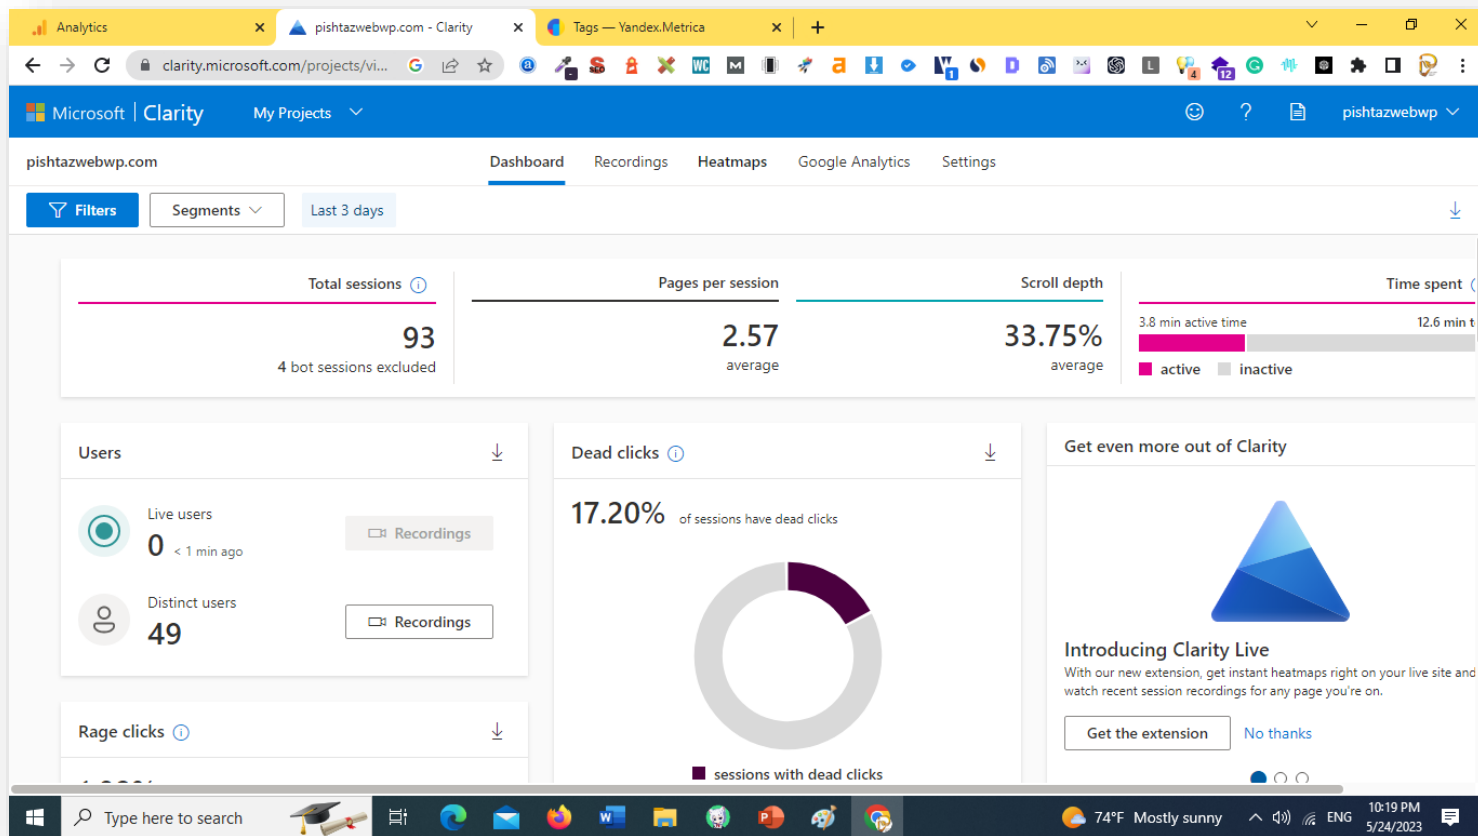 Analytics
pishtazwebwp.com - Clarity
Tags — Yandex.Metrica
clarity.microsoft.com/projects/vi...
Microsoft Clarity
My Projects
pishtazwebwp
pishtazwebwp.com
Dashboard
Recordings
Heatmaps
Google Analytics
Settings
Filters
Segments
Last 3 days
Total sessions
93
4 bot sessions excluded
Pages per session
2.57
average
Scroll depth
33.75%
average
Time spent
3.8 min active time
12.6 min t
active
inactive
Users
Live users
0 < 1 min ago
Recordings
Distinct users
49
Recordings
Rage clicks
Dead clicks
17.20% of sessions have dead clicks
sessions with dead clicks
Get even more out of Clarity
Introducing Clarity Live
With our new extension, get instant heatmaps right on your live site and
watch recent session recordings for any page you're on.
Get the extension
No thanks
Type here to search
74°F Mostly sunny
ENG
10:19 PM
5/24/2023